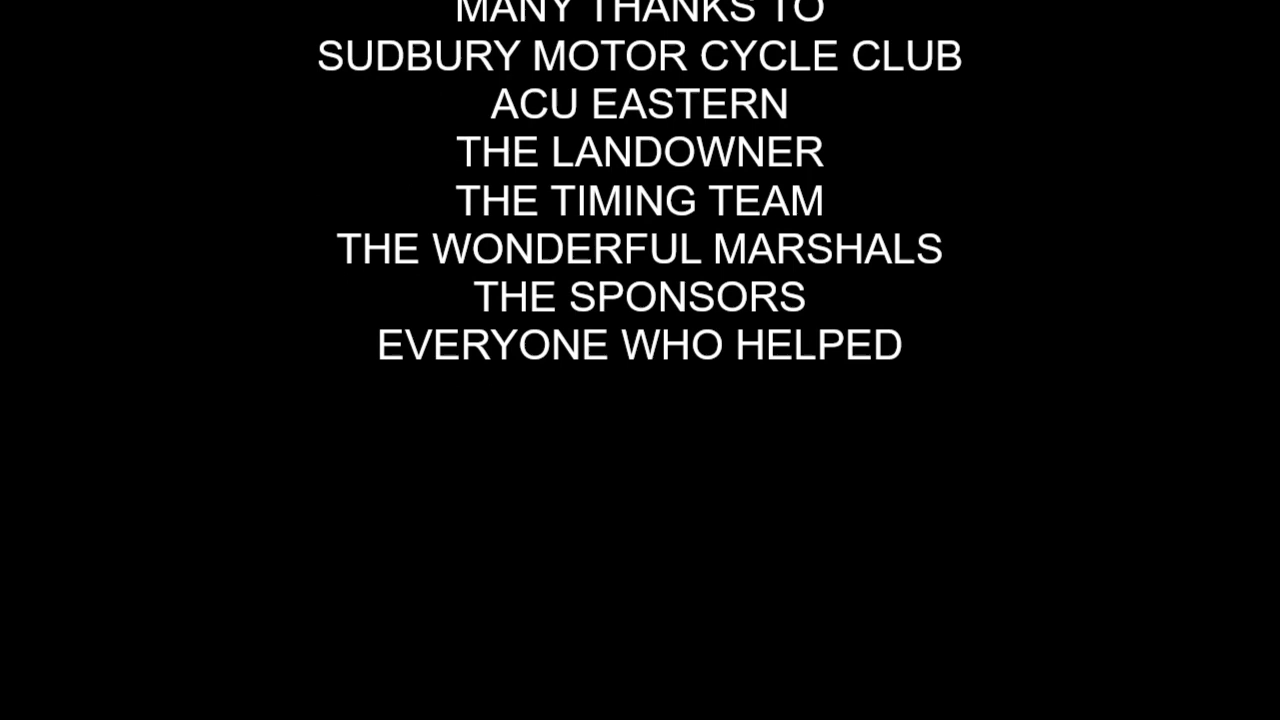 MANY THANKS TO
SUDBURY MOTOR CYCLE CLUB
ACU EASTERN
THE LANDOWNER
THE TIMING TEAM
THE WONDERFUL MARSHALS
THE SPONSORS
EVERYONE WHO HELPED